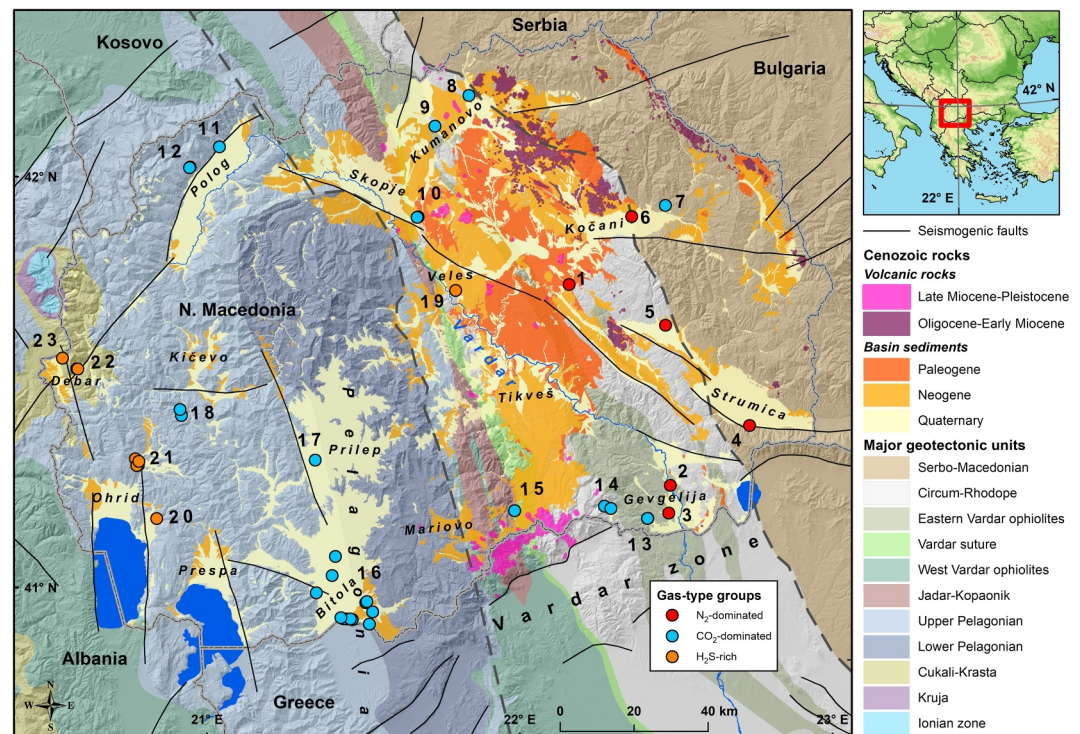 Kosovo
Serbia
Bulgaria
8
9
Kumanovo
11
12
Polog
42° N
Skopje
10
7
6
Kočani
Veles
1
19
5
N. Macedonia
Vardar
23
22
Debar
Kičevo
Tikveš
Strumica
4
18
Pelagonia
17
Prilep
21
2
Ohrid
15
14
Gevgelija
3
20
Mariovo
13
Prespa
16
Bitola
41° N
Vardar zone
Albania
Greece
N
W
E
S
21° E
22° E
23° E
0
20
40 km
Gas-type groups
N₂-dominated
CO₂-dominated
H₂S-rich
42° N
22° E
Seismogenic faults
Cenozoic rocks
Volcanic rocks
Late Miocene-Pleistocene
Oligocene-Early Miocene
Basin sediments
Paleogene
Neogene
Quaternary
Major geotectonic units
Serbo-Macedonian
Circum-Rhodope
Eastern Vardar ophiolites
Vardar suture
West Vardar ophiolites
Jadar-Kopaonik
Upper Pelagonian
Lower Pelagonian
Cukali-Krasta
Kruja
Ionian zone